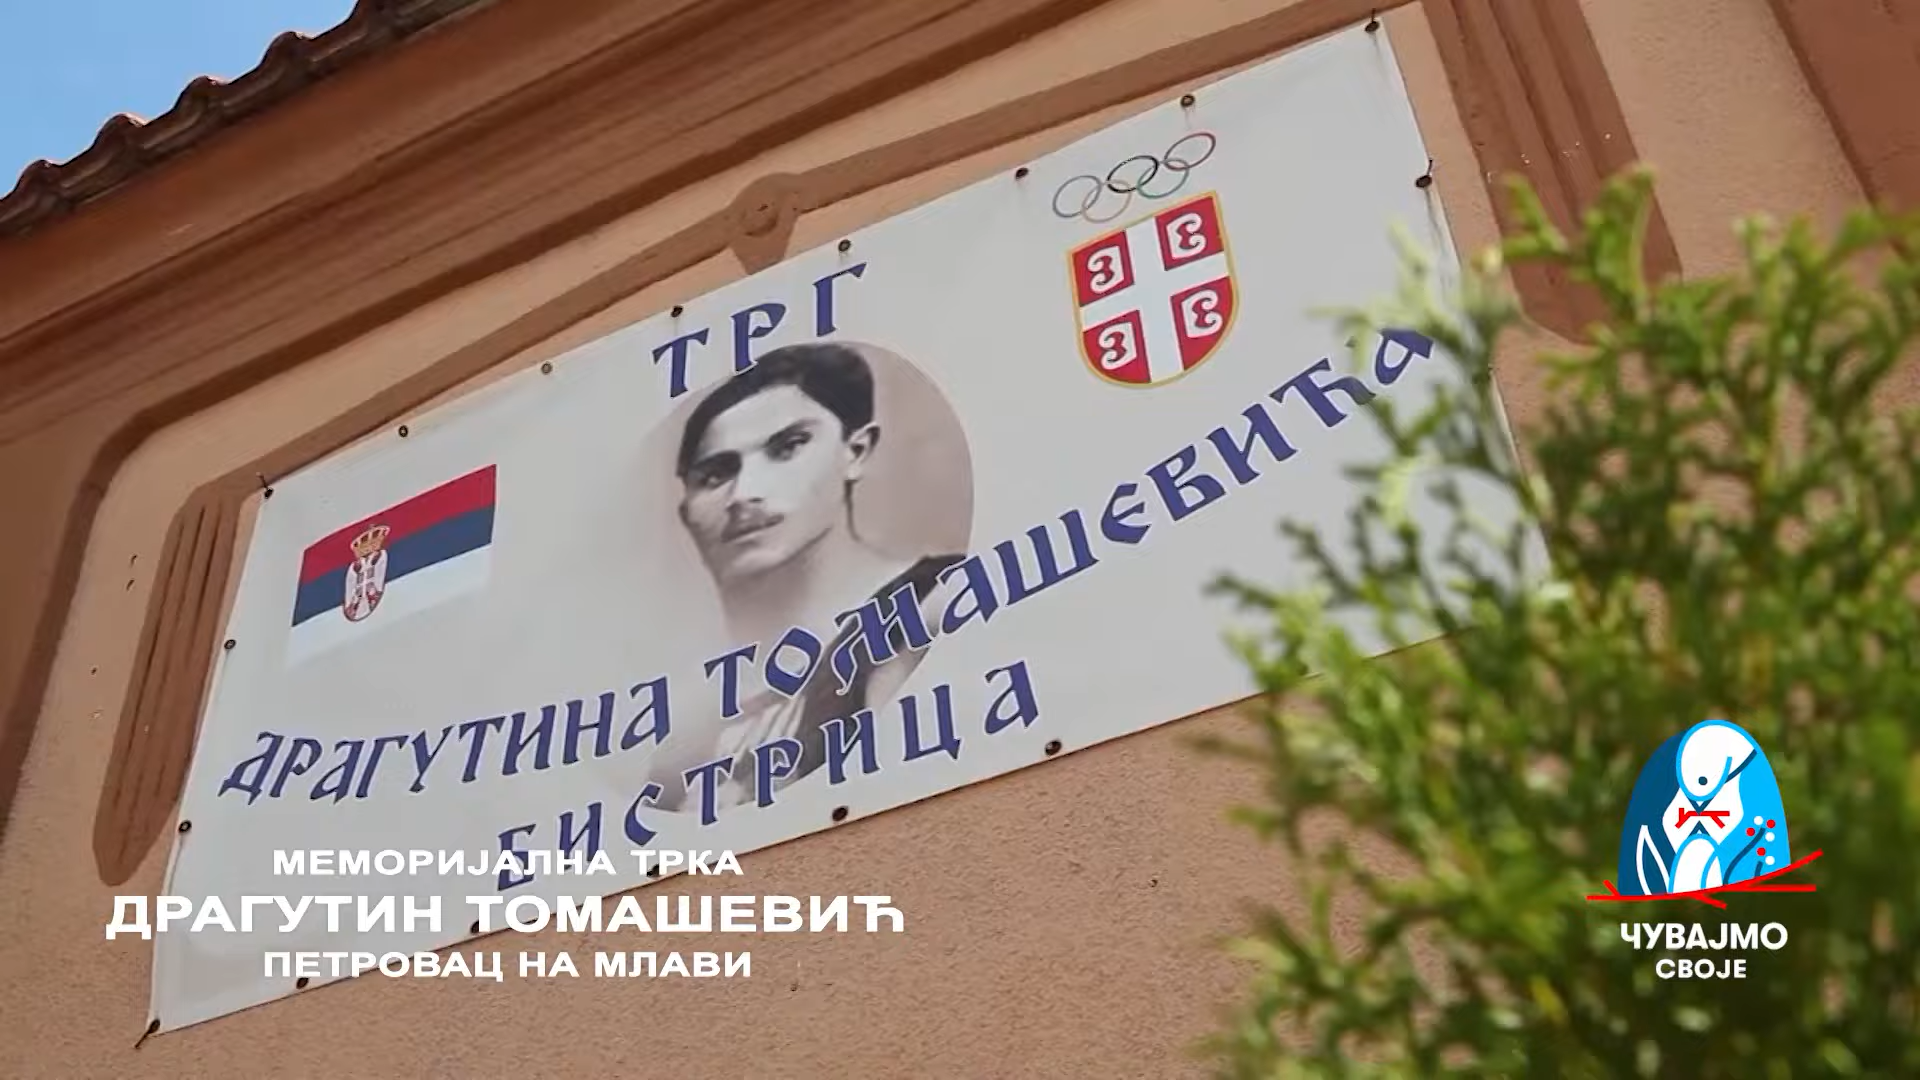 ТРГ
ДРАГУТИНА ТОМАШЕВИЋА
БИСТРИЦА
МЕМОРИЈАЛНА ТРКА
ДРАГУТИН ТОМАШЕВИЋ
ПЕТРОВАЦ НА МЛАВИ
ЧУВАЈМО
СВОЈЕ